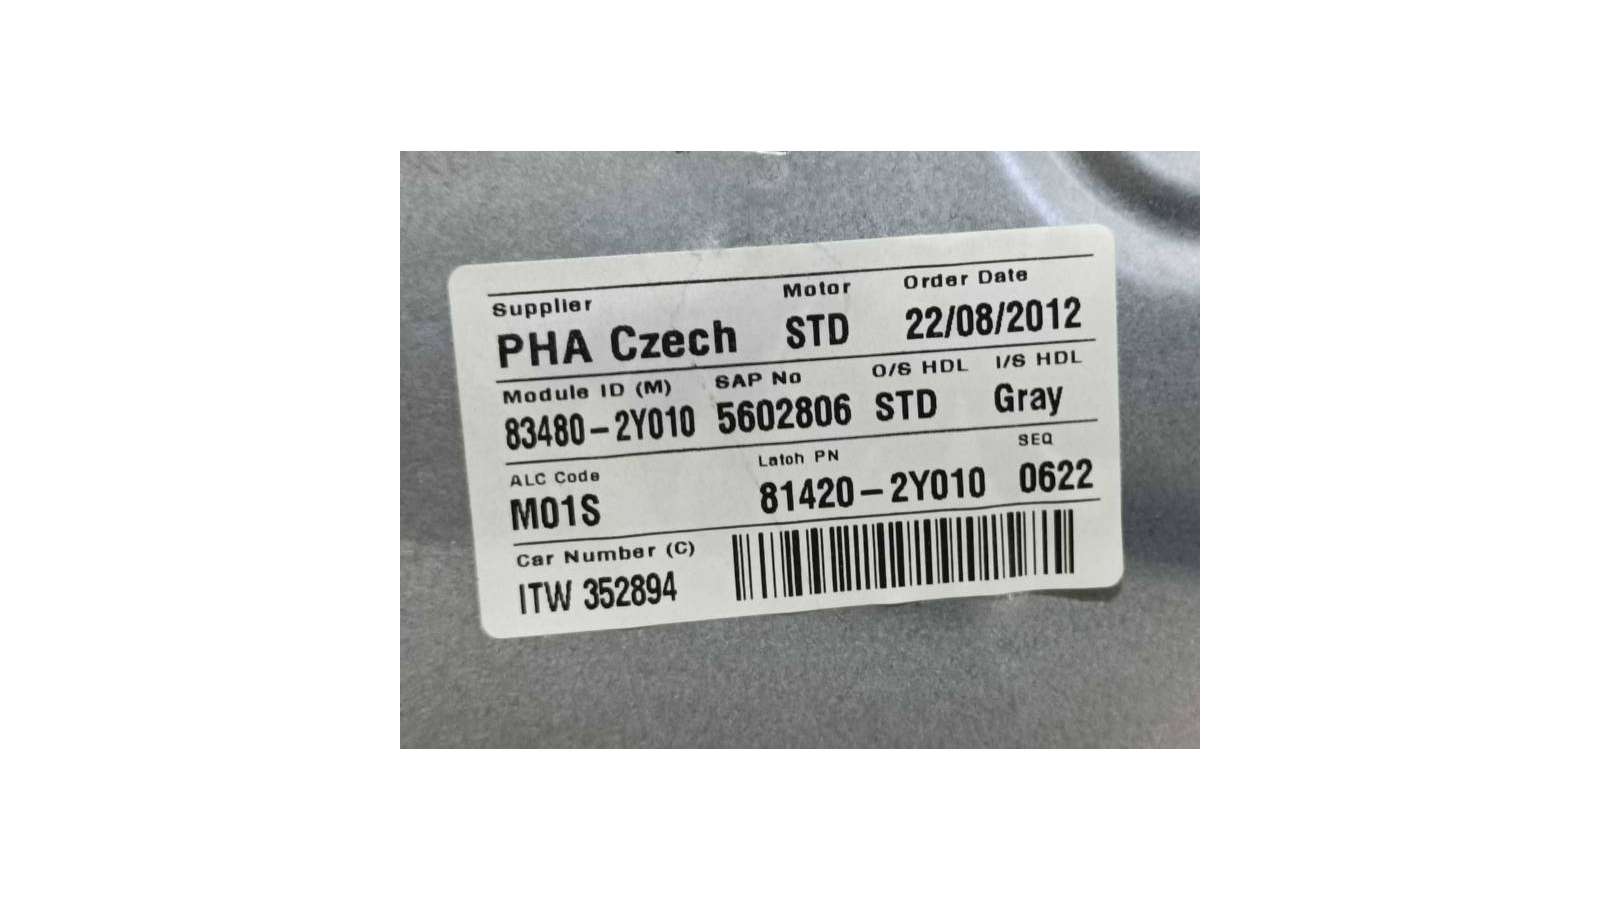 Supplier Motor Order Date
PHA Czech STD 22/08/2012
Module ID (M) SAP No O/S HDL I/S HDL
83480-2Y010 5602806 STD Gray
ALC Code Latch PN SEQ
M01S 81420-2Y010 0622
Car Number (C)
ITW 352894